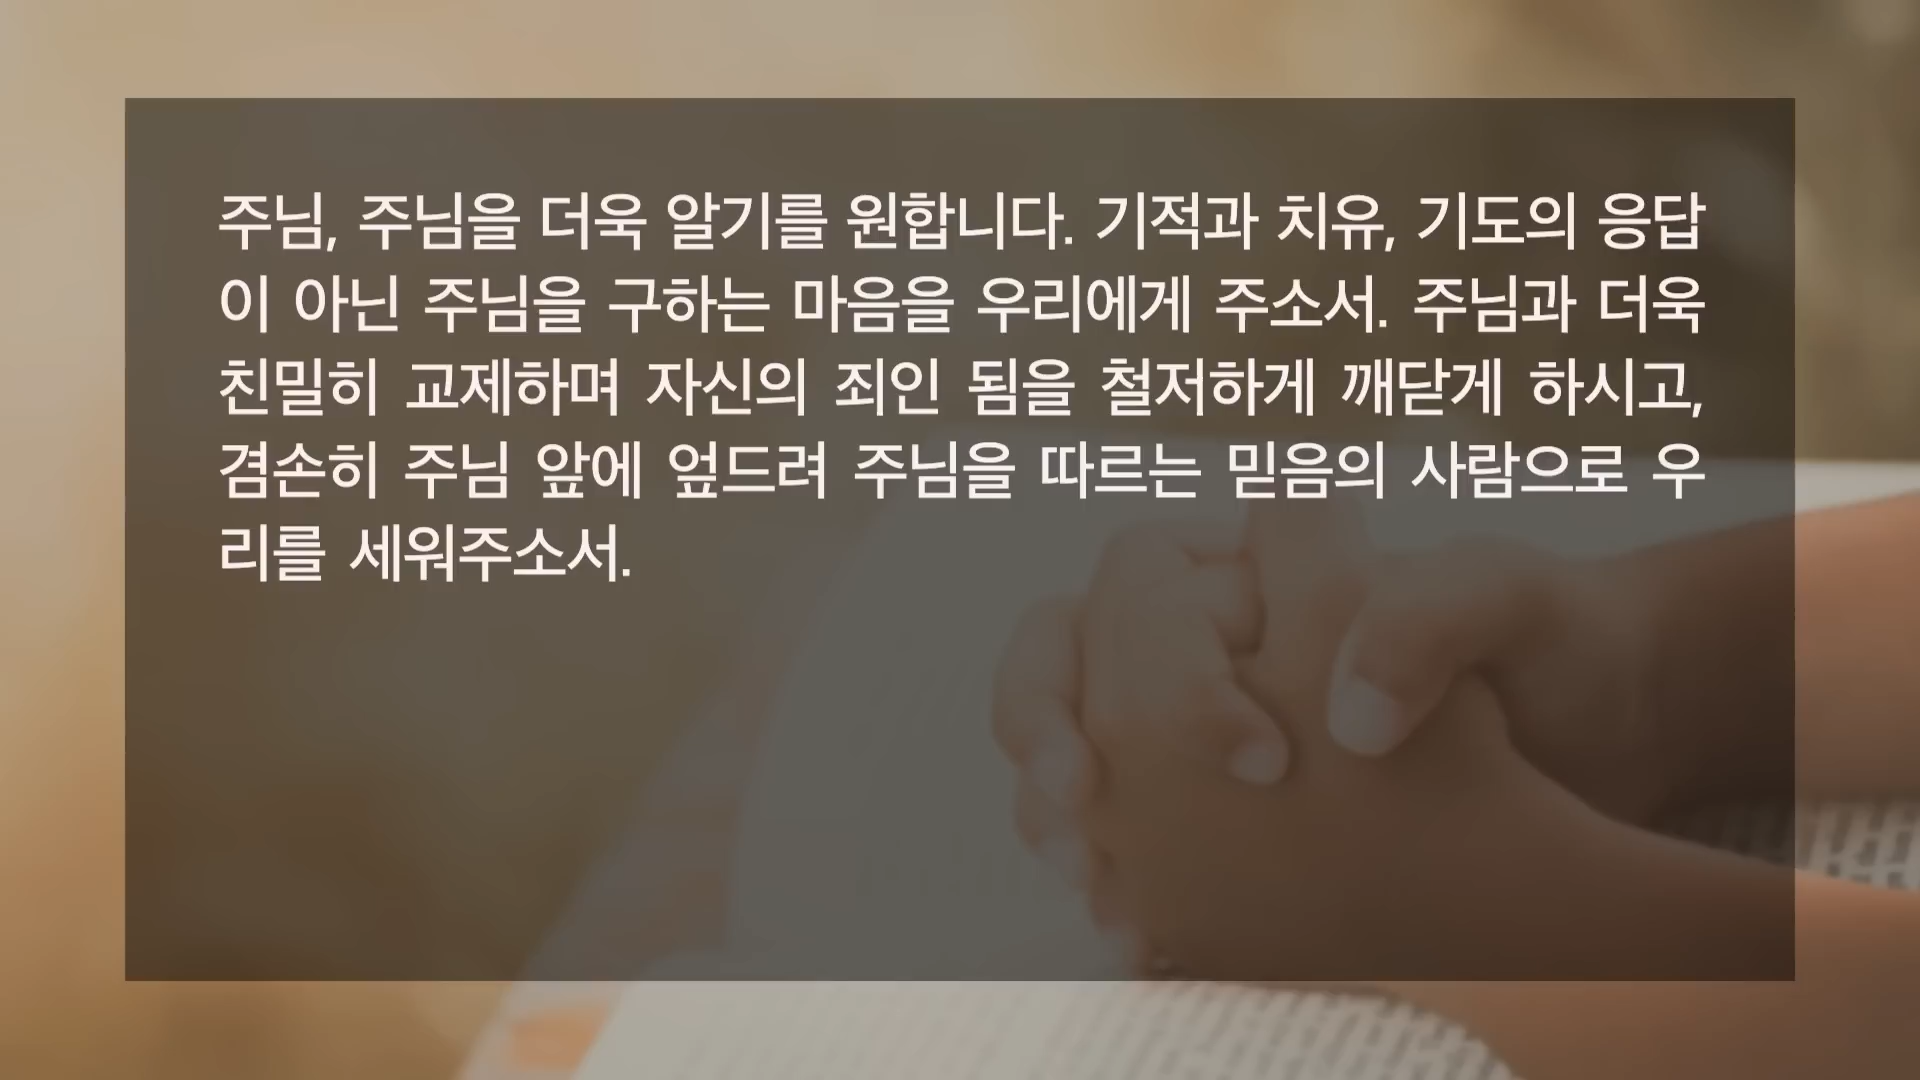 주님, 주님을 더욱 알기를 원합니다. 기적과 치유, 기도의 응답
이 아닌 주님을 구하는 마음을 우리에게 주소서. 주님과 더욱
친밀히 교제하며 자신의 죄인 됨을 철저하게 깨닫게 하시고,
겸손히 주님 앞에 엎드려 주님을 따르는 믿음의 사람으로 우
리를 세워주소서.